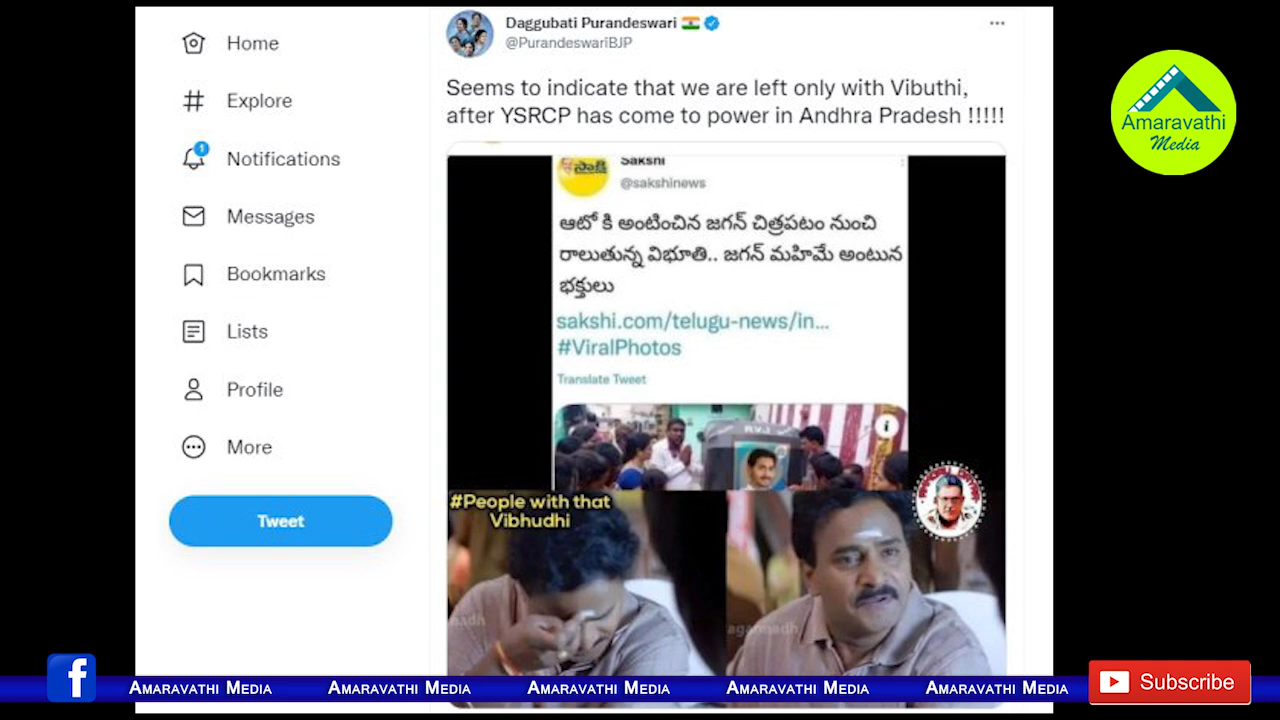 Home
Explore
1
Notifications
Messages
Bookmarks
Lists
Profile
More
Tweet
Daggubati Purandeswari
@PurandeswariBJP
Seems to indicate that we are left only with Vibuthi,
after YSRCP has come to power in Andhra Pradesh !!!!!
సాక్షి
Sakshi
@sakshinews
ఆటో కి అంటించిన జగన్ చిత్రపటం నుంచి
రాలుతున్న విభూతి.. జగన్ మహిమే అంటున
భక్తులు
sakshi.com/telugu-news/in...
#ViralPhotos
Translate Tweet
RVJ
#People with that
Vibhudhi
Amaravathi
Media
f
Amaravathi Media
Amaravathi Media
Amaravathi Media
Amaravathi Media
Amaravathi Media
Subscribe